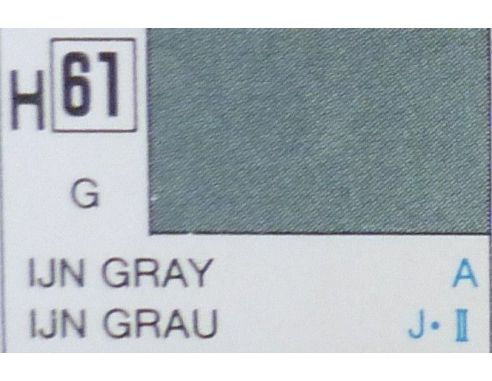 H 61
G
IJN GRAY A
IJN GRAU J・Ⅱ